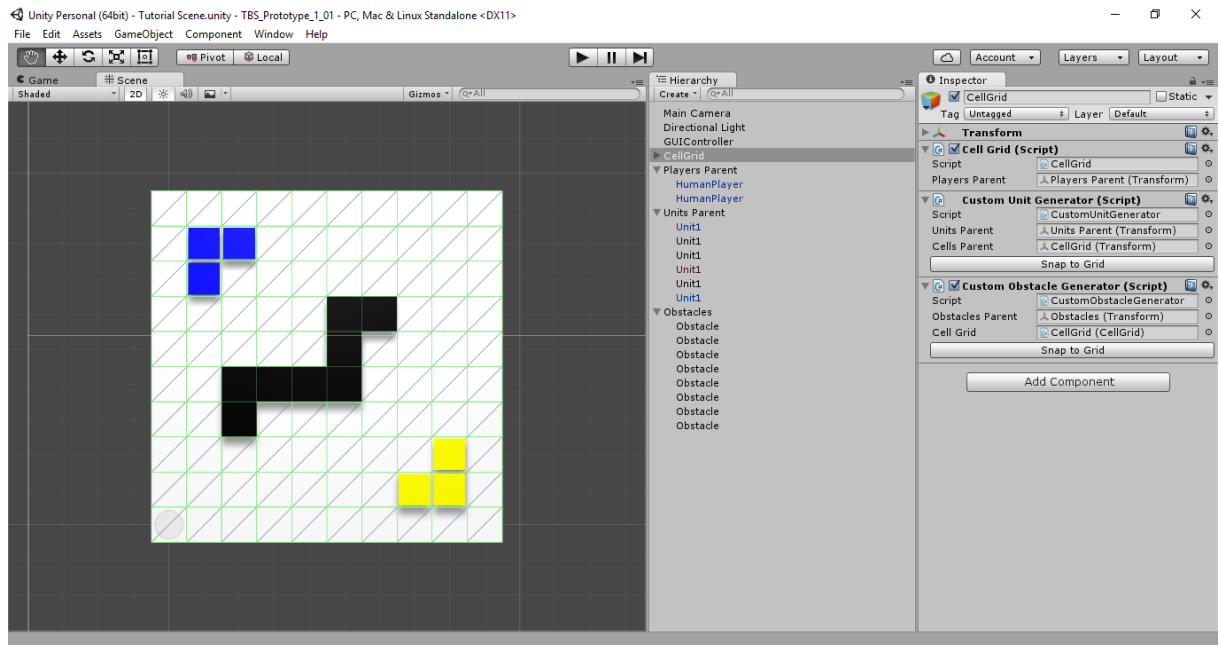 Unity Personal (64bit) - Tutorial Scene.unity - TBS_Prototype_1_01 - PC, Mac & Linux Standalone <DX11>
File Edit Assets GameObject Component Window Help
Pivot Local Account Layers Layout
Game Scene
Shaded 2D Gizmos All
Hierarchy
Create All
Main Camera
Directional Light
GUIController
CellGrid
Players Parent
HumanPlayer
HumanPlayer
Units Parent
Unit1
Unit1
Unit1
Unit1
Unit1
Unit1
Obstacles
Obstacle
Obstacle
Obstacle
Obstacle
Obstacle
Obstacle
Obstacle
Obstacle
Inspector
CellGrid Static
Tag Untagged Layer Default
Transform
Cell Grid (Script)
Script CellGrid
Players Parent Players Parent (Transform)
Custom Unit Generator (Script)
Script CustomUnitGenerator
Units Parent Units Parent (Transform)
Cells Parent CellGrid (Transform)
Snap to Grid
Custom Obstacle Generator (Script)
Script CustomObstacleGenerator
Obstacles Parent Obstacles (Transform)
Cell Grid CellGrid (CellGrid)
Snap to Grid
Add Component